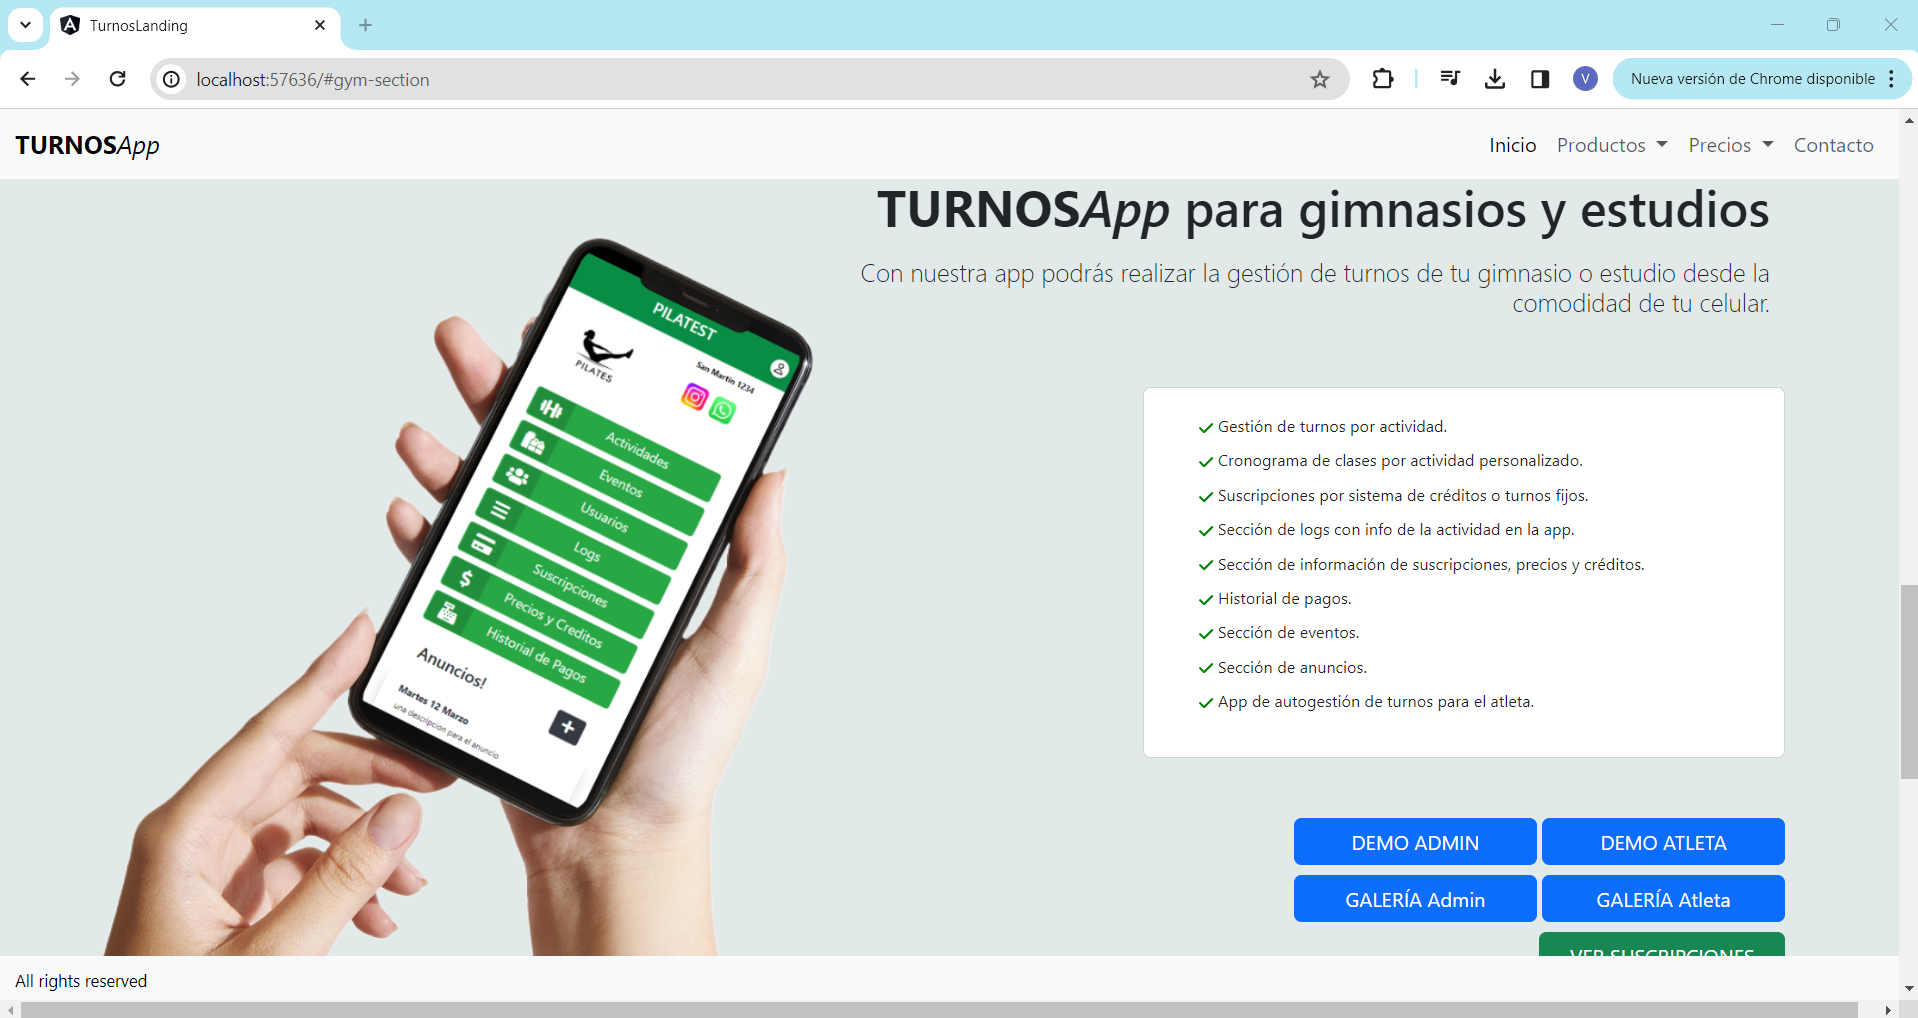 TurnosLanding
localhost:57636/#gym-section
V
Nueva versión de Chrome disponible
TURNOSApp
Inicio
Productos
Precios
Contacto
TURNOSApp para gimnasios y estudios
Con nuestra app podrás realizar la gestión de turnos de tu gimnasio o estudio desde la
comodidad de tu celular.
PILATEST
PILATES
San Martín 1234
Actividades
Eventos
Usuarios
Logs
Suscripciones
Precios y Creditos
Historial de Pagos
Anuncios!
Martes 12 Marzo
una descripcion para el anuncio
Gestión de turnos por actividad.
Cronograma de clases por actividad personalizado.
Suscripciones por sistema de créditos o turnos fijos.
Sección de logs con info de la actividad en la app.
Sección de información de suscripciones, precios y créditos.
Historial de pagos.
Sección de eventos.
Sección de anuncios.
App de autogestión de turnos para el atleta.
DEMO ADMIN
DEMO ATLETA
GALERÍA Admin
GALERÍA Atleta
VER SUSCRIPCIONES
All rights reserved